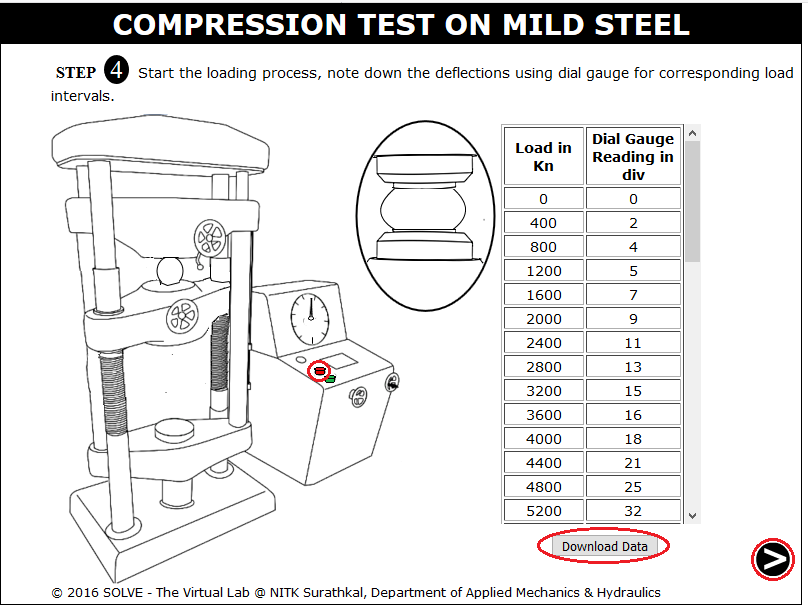 COMPRESSION TEST ON MILD STEEL
STEP 4 Start the loading process, note down the deflections using dial gauge for corresponding load
intervals.
Load in Kn Dial Gauge Reading in div
0 0
400 2
800 4
1200 5
1600 7
2000 9
2400 11
2800 13
3200 15
3600 16
4000 18
4400 21
4800 25
5200 32
Download Data
© 2016 SOLVE - The Virtual Lab @ NITK Surathkal, Department of Applied Mechanics & Hydraulics